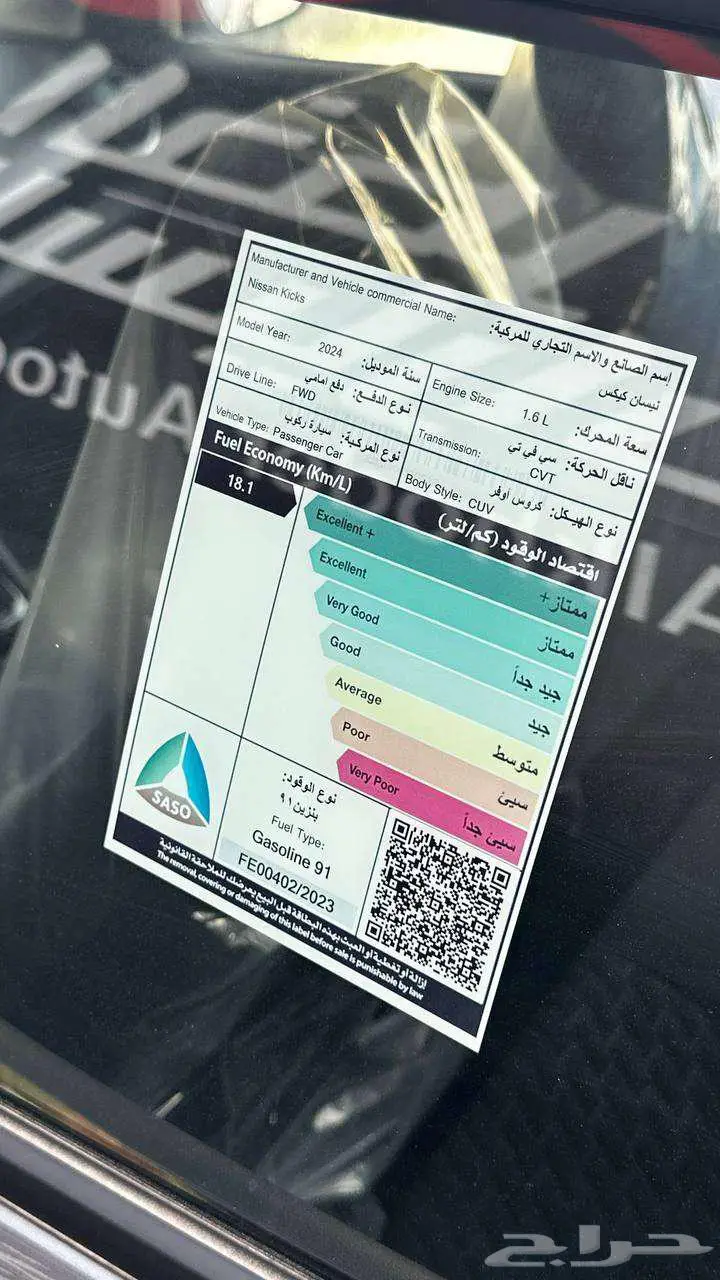 Manufacturer and Vehicle commercial Name:
إسم الصانع والاسم التجاري للمركبة:
Nissan Kicks
نيسان كيكس
Model Year: 2024 سنة الموديل:
Engine Size: 1.6 L سعة المحرك:
Drive Line: دفع امامي نوع الدفـــع:
FWD
Transmission: سي في تي ناقل الحركة:
CVT
Vehicle Type: سيارة ركوب نوع المركبة:
Passenger Car
Body Style: كروس أوفر نوع الهيـكل:
CUV
Fuel Economy (Km/L) اقتصاد الوقود (كم/لتر)
18.1
Excellent + ممتاز+
Excellent ممتاز
Very Good جيد جداً
Good جيد
Average متوسط
Poor سيئ
Very Poor سيئ جداً
SASO
نوع الوقود:
بنزين ٩١
Fuel Type:
Gasoline 91
FE00402/2023
إزالة أو تغطية أو العبث بهذه البطاقة قبل البيع يعرضك للملاحقة القانونية
The removal, covering or damaging of this label before sale is punishable by law
حراج